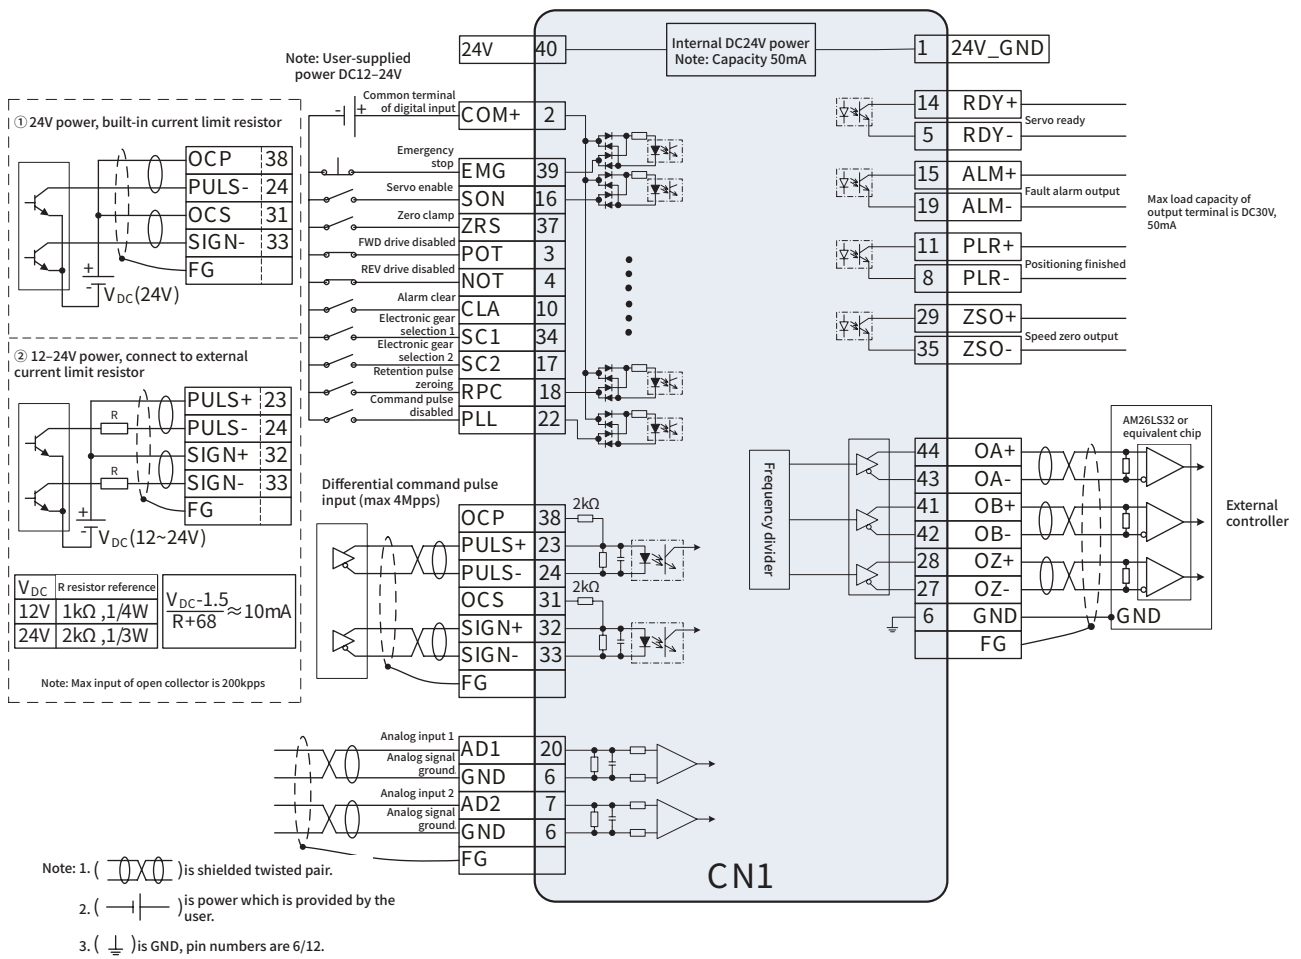 ① 24V power, built-in current limit resistor
OCP 38
PULS- 24
OCS 31
SIGN- 33
FG
+
-
VDC(24V)
② 12–24V power, connect to external
current limit resistor
PULS+ 23
R
PULS- 24
SIGN+ 32
R
SIGN- 33
FG
+
-
VDC(12~24V)
VDC R resistor reference
12V 1kΩ ,1/4W
24V 2kΩ ,1/3W
VDC-1.5
R+68
≈10mA
Note: Max input of open collector is 200kpps
24V 40
Internal DC24V power
Note: Capacity 50mA
1 24V_GND
Note: User-supplied
power DC12–24V
- +
Common terminal
of digital input
COM+ 2
Emergency
stop
EMG 39
Servo enable
SON 16
Zero clamp
ZRS 37
FWD drive disabled
POT 3
REV drive disabled
NOT 4
Alarm clear
CLA 10
Electronic gear
selection 1
SC1 34
Electronic gear
selection 2
SC2 17
Retention pulse
zeroing
RPC 18
Command pulse
disabled
PLL 22
Differential command pulse
input (max 4Mpps)
OCP 38 2kΩ
PULS+ 23
PULS- 24
OCS 31 2kΩ
SIGN+ 32
SIGN- 33
FG
Analog input 1
AD1 20
Analog signal
ground
GND 6
Analog input 2
AD2 7
Analog signal
ground
GND 6
FG
14 RDY+
Servo ready
5 RDY-
15 ALM+
Fault alarm output
19 ALM-
11 PLR+
Positioning finished
8 PLR-
29 ZSO+
Speed zero output
35 ZSO-
Max load capacity of
output terminal is DC30V,
50mA
Frequency divider
44 OA+
43 OA-
41 OB+
42 OB-
28 OZ+
27 OZ-
6 GND
FG
AM26LS32 or
equivalent chip
GND
External
controller
CN1
Note: 1. ( ) is shielded twisted pair.
2. ( ) is power which is provided by the
user.
3. ( ) is GND, pin numbers are 6/12.